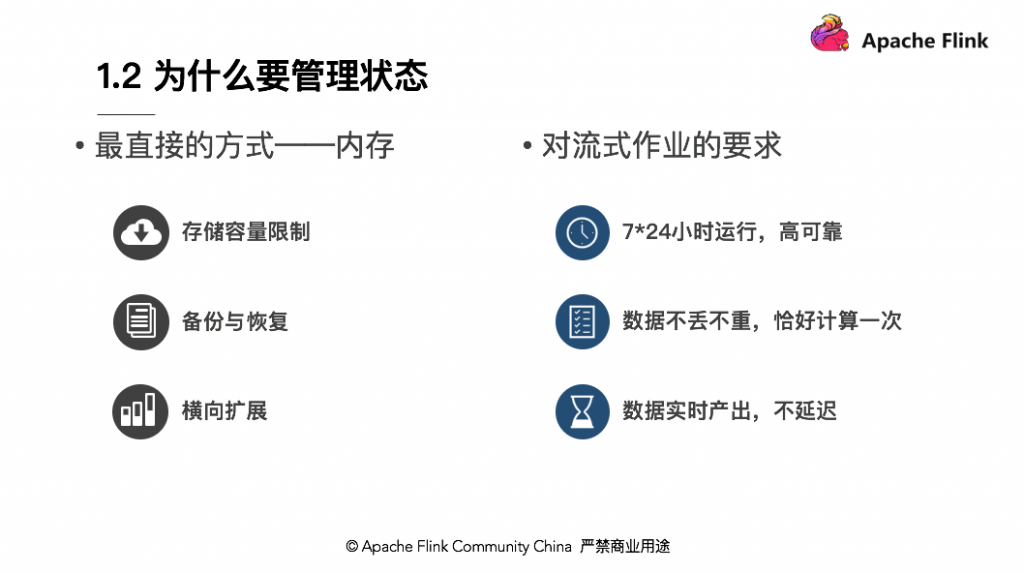 Apache Flink
1.2 为什么要管理状态
• 最直接的方式——内存
存储容量限制
备份与恢复
横向扩展
• 对流式作业的要求
7*24小时运行，高可靠
数据不丢不重，恰好计算一次
数据实时产出，不延迟
© Apache Flink Community China 严禁商业用途